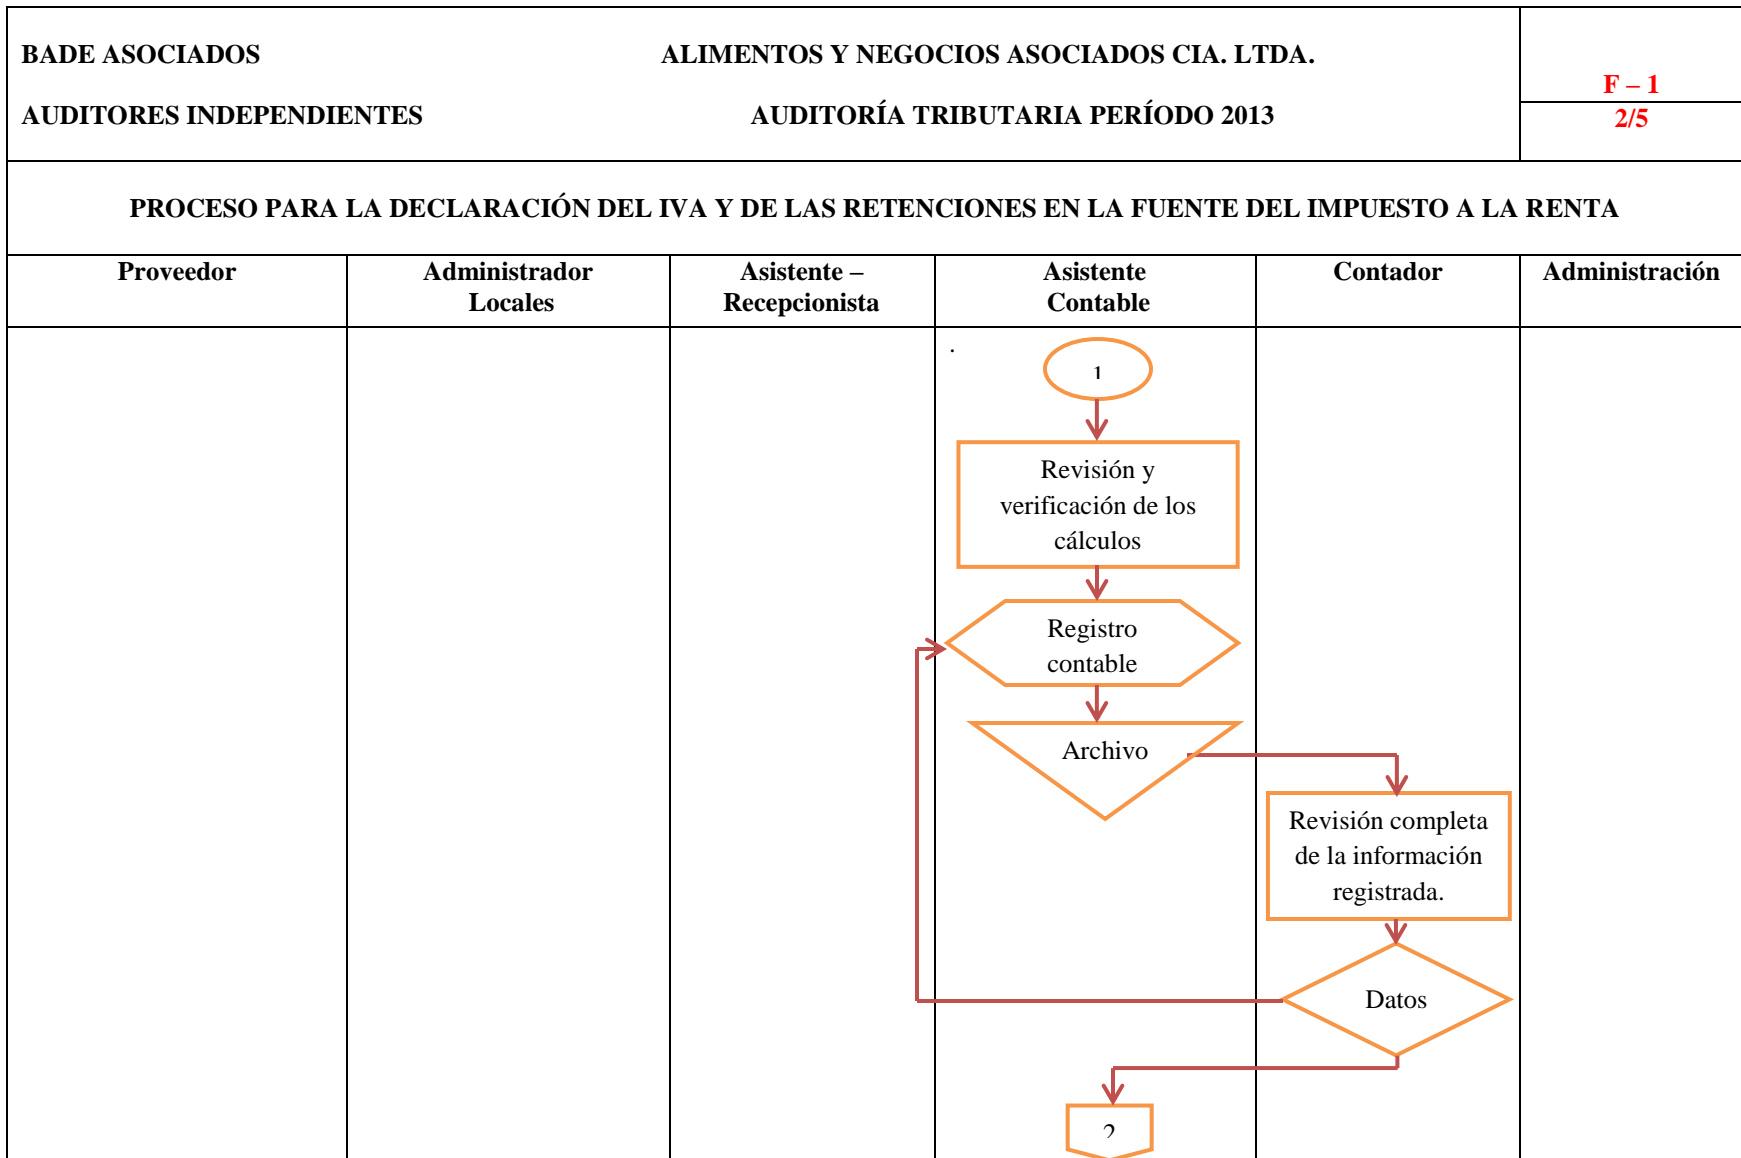 BADE ASOCIADOS
ALIMENTOS Y NEGOCIOS ASOCIADOS CIA. LTDA.
F – 1
AUDITORES INDEPENDIENTES
AUDITORÍA TRIBUTARIA PERÍODO 2013
2/5
PROCESO PARA LA DECLARACIÓN DEL IVA Y DE LAS RETENCIONES EN LA FUENTE DEL IMPUESTO A LA RENTA
Proveedor
Administrador
Locales
Asistente –
Recepcionista
Asistente
Contable
Contador
Administración
.
1
Revisión y
verificación de los
cálculos
Registro
contable
Archivo
Revisión completa
de la información
registrada.
Datos
2